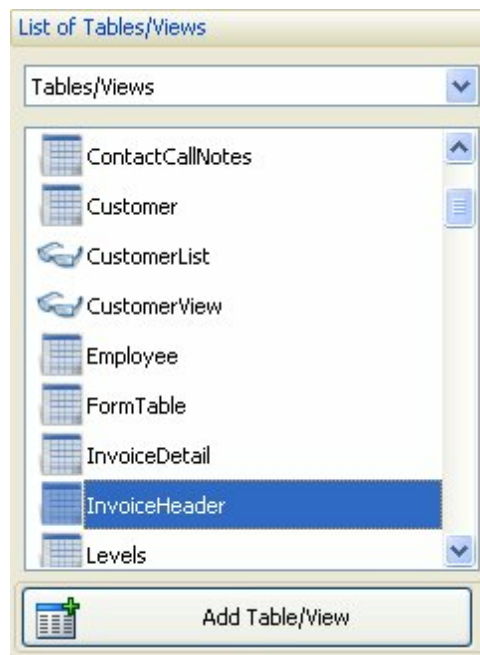 List of Tables/Views
Tables/Views
ContactCallNotes
Customer
CustomerList
CustomerView
Employee
FormTable
InvoiceDetail
InvoiceHeader
Levels
Add Table/View